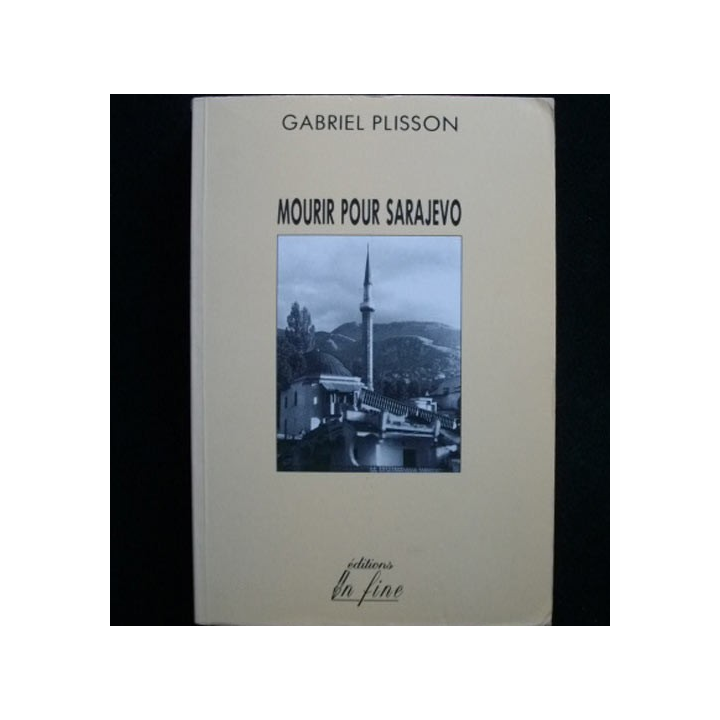 GABRIEL PLISSON
MOURIR POUR SARAJEVO
éditions
In fine